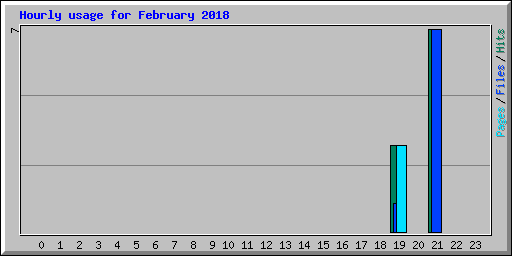 Hourly usage for February 2018
7
Pages/Files/Hits
0 1 2 3 4 5 6 7 8 9 10 11 12 13 14 15 16 17 18 19 20 21 22 23